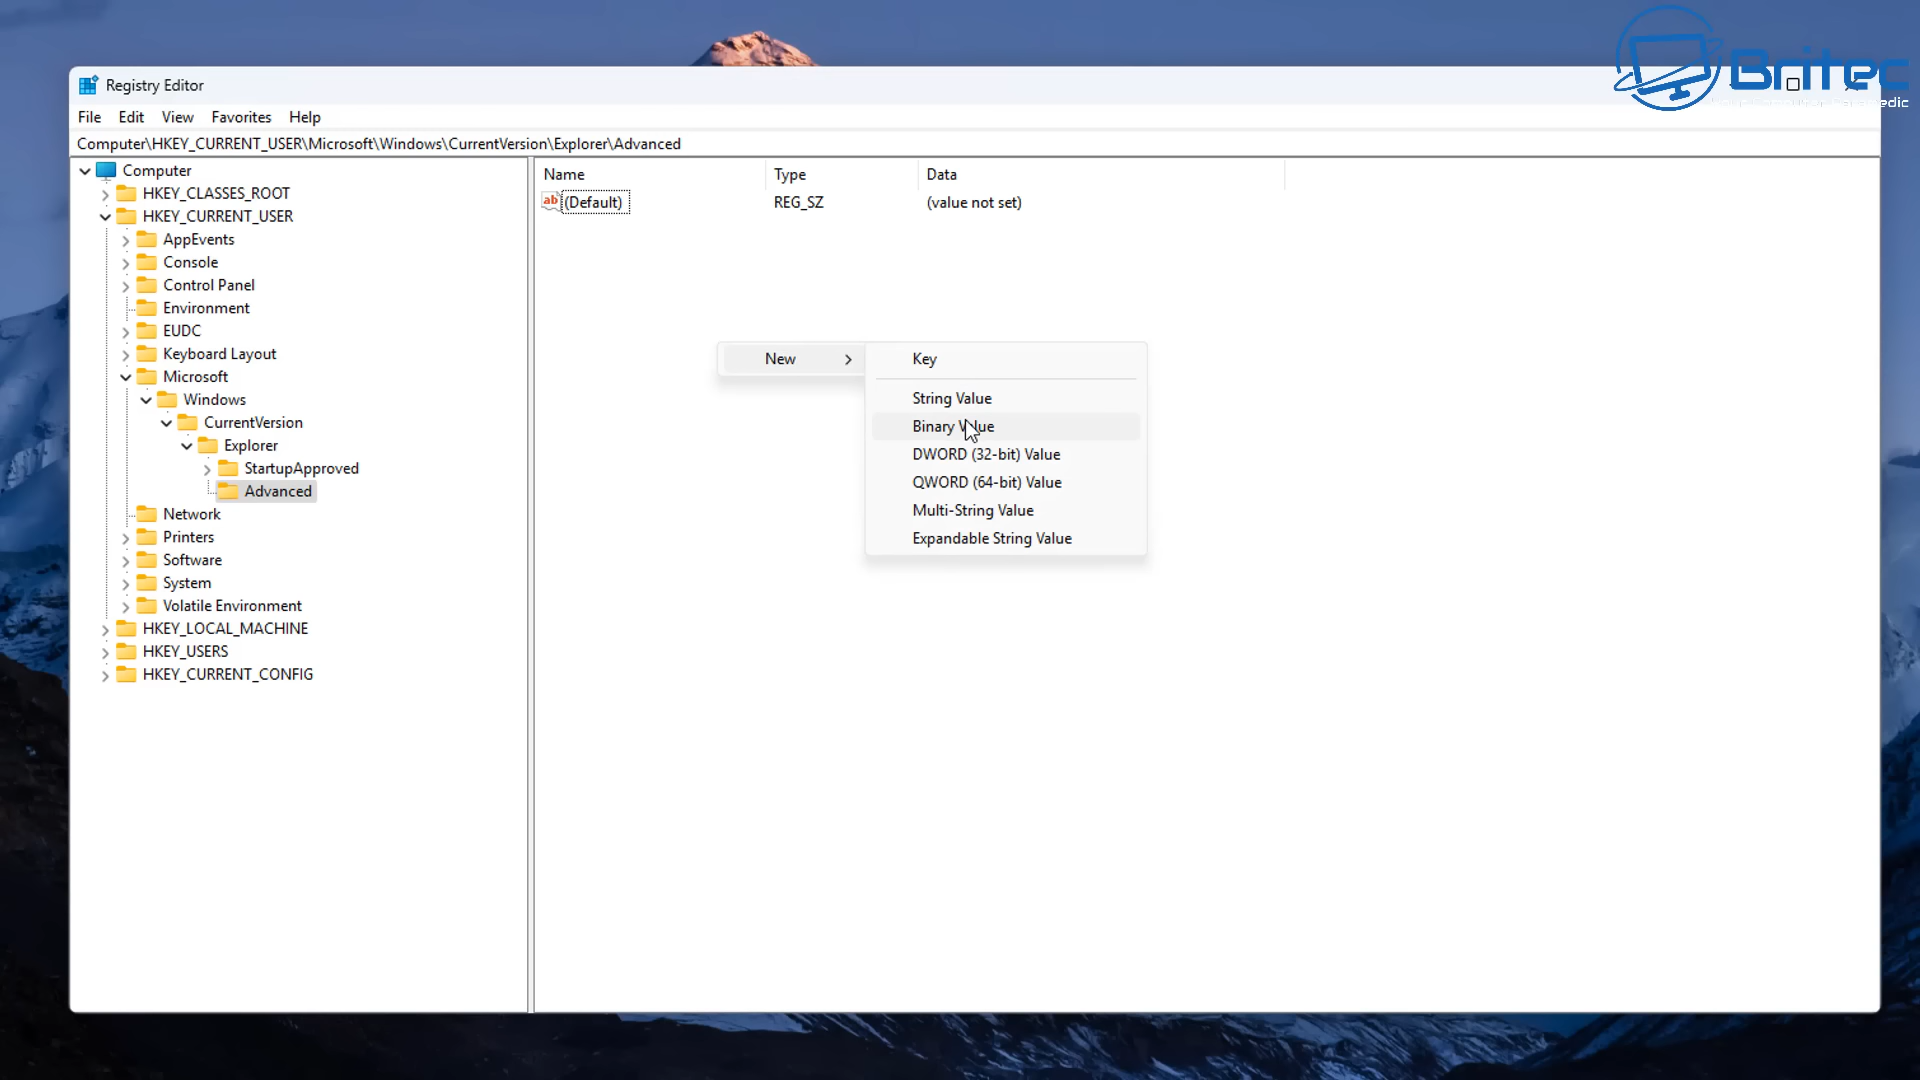 Britec
Registry Editor
File Edit View Favorites Help
Computer\HKEY_CURRENT_USER\Microsoft\Windows\CurrentVersion\Explorer\Advanced
Computer
HKEY_CLASSES_ROOT
HKEY_CURRENT_USER
AppEvents
Console
Control Panel
Environment
EUDC
Keyboard Layout
Microsoft
Windows
CurrentVersion
Explorer
StartupApproved
Advanced
Network
Printers
Software
System
Volatile Environment
HKEY_LOCAL_MACHINE
HKEY_USERS
HKEY_CURRENT_CONFIG
Name Type Data
ab (Default) REG_SZ (value not set)
New
Key
String Value
Binary Value
DWORD (32-bit) Value
QWORD (64-bit) Value
Multi-String Value
Expandable String Value